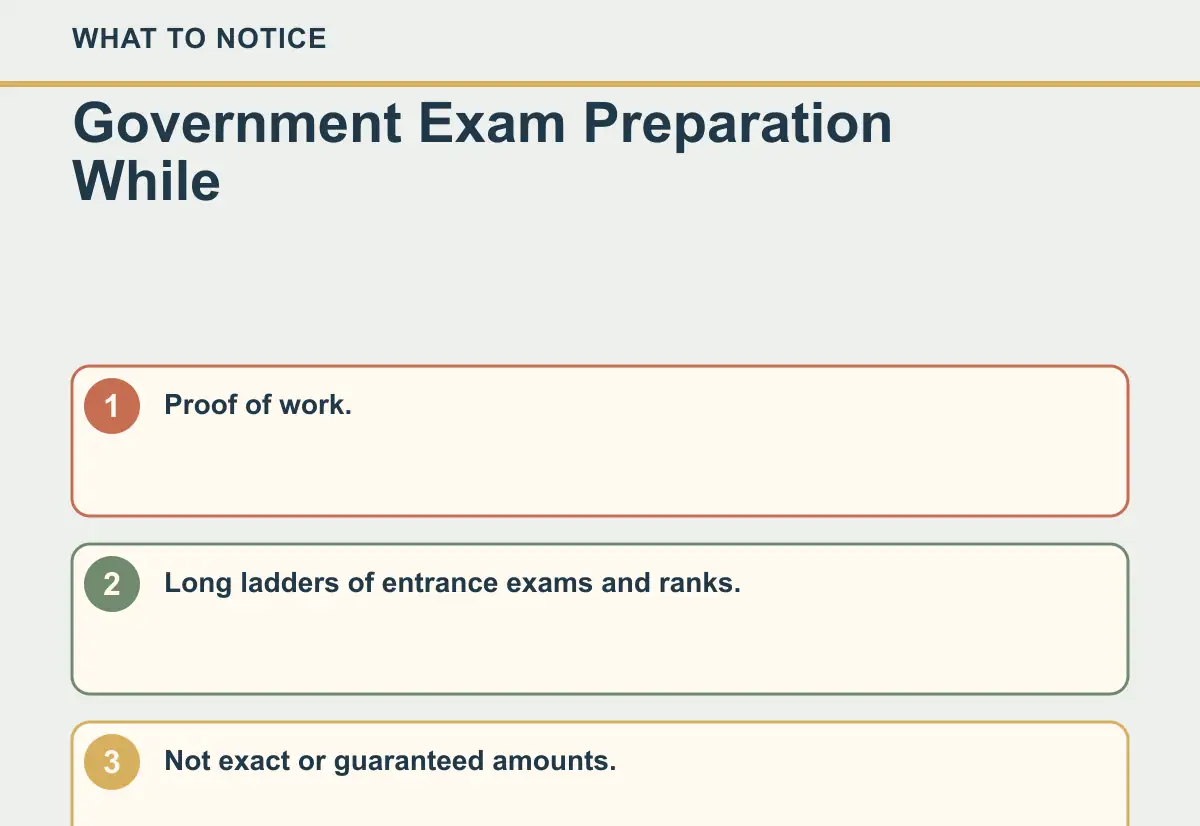 WHAT TO NOTICE
Government Exam Preparation
While
1
Proof of work.
2
Long ladders of entrance exams and ranks.
3
Not exact or guaranteed amounts.